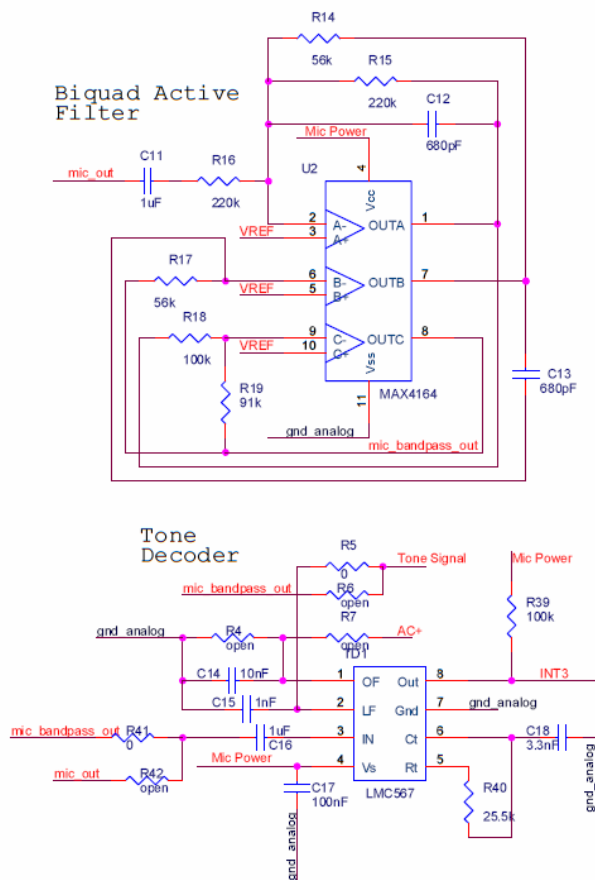 R14
56k
R15
220k
Biquad Active
Filter
C12
680pF
Mic Power
C11
R16
mic_out
1uF
220k
U2
4
Vcc
2
A-
OUTA
1
VREF
3
A+
R17
6
B-
OUTB
7
VREF
5
B+
56k
R18
9
C-
OUTC
8
VREF
10
C+
100k
Vss
C13
680pF
R19
91k
11
MAX4164
gnd_analog
mic_bandpass_out
Tone
Decoder
R5
0
Tone Signal
Mic Power
mic_bandpass_out
R6
open
R39
100k
gnd_analog
R4
open
R7
open
AC+
TD1
C14
10nF
1
OF
Out
8
INT3
C15
1nF
2
LF
Gnd
7
gnd_analog
mic_bandpass_out
R41
0
1uF
C16
3
IN
Ct
6
C18
3.3nF
mic_out
R42
open
Mic Power
4
Vs
Rt
5
C17
100nF
LMC567
R40
25.5k
gnd_analog
gnd_analog